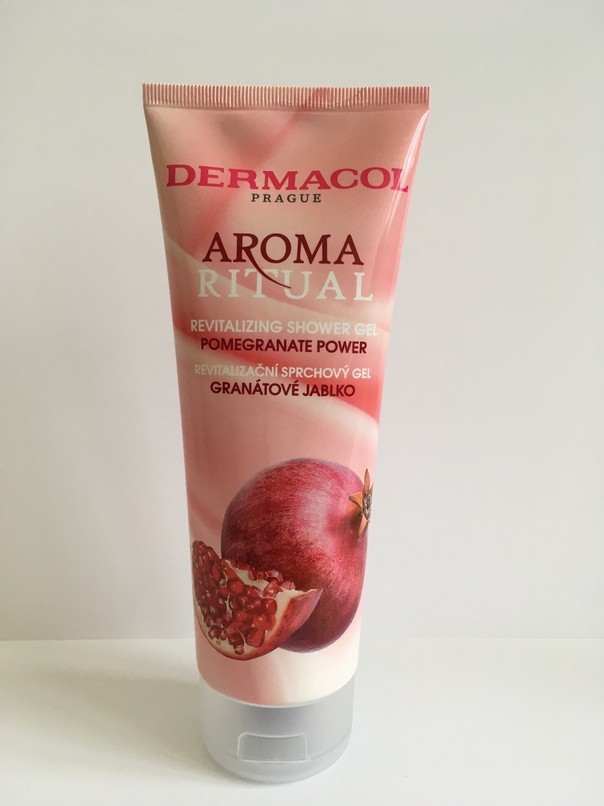 DERMACOL
PRAGUE
AROMA
RITUAL
REVITALIZING SHOWER GEL
POMEGRANATE POWER
REVITALIZAČNÍ SPRCHOVÝ GEL
GRANÁTOVÉ JABLKO